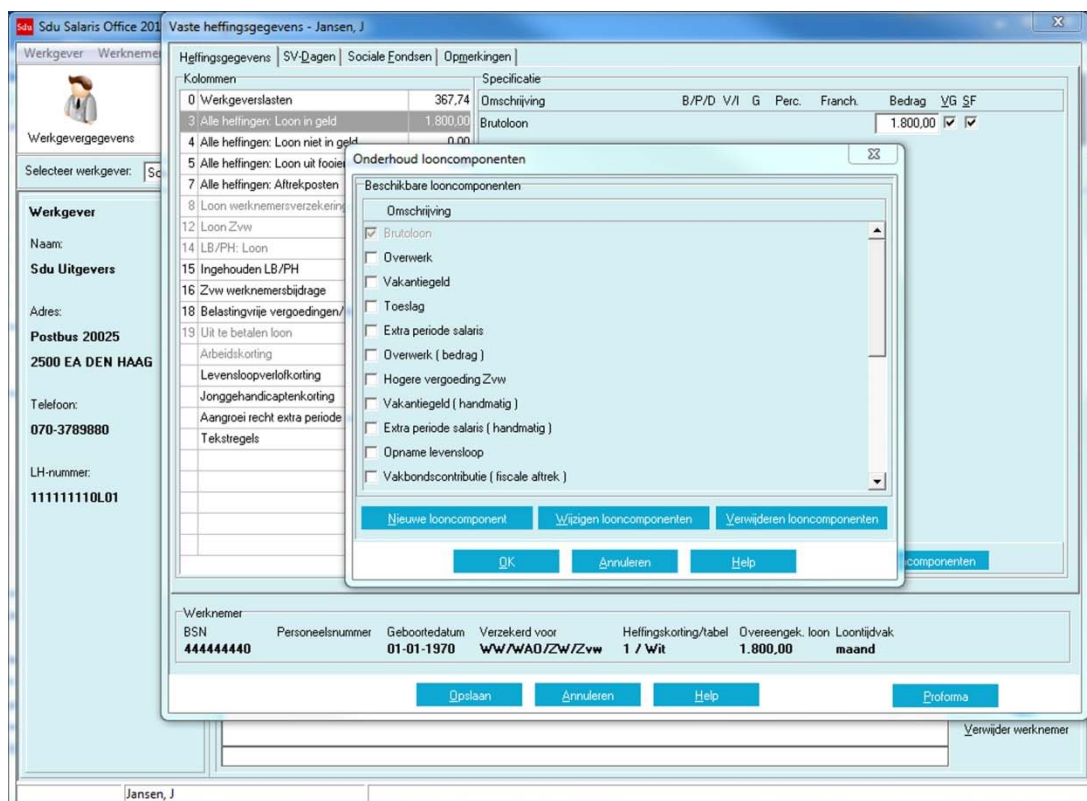 Sdu Sdu Salaris Office 201
Vaste heffingsgegevens - Jansen, J
Werkgever Werkneme
Werkgevergegevens
Selecteer werkgever:
Werkgever
Naam:
Sdu Uitgevers
Adres:
Postbus 20025
2500 EA DEN HAAG
Telefoon:
070-3789880
LH-nummer:
111111110L01
Heffingsgegevens SV-Dagen Sociale Fondsen Opmerkingen
Kolommen
0 Werkgeverslasten 367,74
3 Alle heffingen: Loon in geld 1.800,00
4 Alle heffingen: Loon niet in geld 0,00
5 Alle heffingen: Loon uit fooien
7 Alle heffingen: Aftrekposten
8 Loon werknemersverzekering
12 Loon Zvw
14 LB/PH: Loon
15 Ingehouden LB/PH
16 Zvw werknemersbijdrage
18 Belastingvrije vergoedingen/
19 Uit te betalen loon
Arbeidskorting
Levensloopverlofkorting
Jonggehandicaptenkorting
Aangroei recht extra periode
Tekstregels
Specificatie
Omschrijving B/P/D V/I G Perc. Franch. Bedrag VG SF
Brutoloon 1.800,00
Onderhoud looncomponenten
Beschikbare looncomponenten
Omschrijving
Brutoloon
Overwerk
Vakantiegeld
Toeslag
Extra periode salaris
Overwerk ( bedrag )
Hogere vergoeding Zvw
Vakantiegeld ( handmatig )
Extra periode salaris ( handmatig )
Opname levensloop
Vakbondscontributie ( fiscale aftrek )
Nieuwe looncomponent Wijzigen looncomponenten Verwijderen looncomponenten
OK Annuleren Help
componenten
Werknemer
BSN Personeelsnummer Geboortedatum Verzekerd voor Heffingskorting/tabel Overeengek. loon Loontijdvak
444444440 01-01-1970 WW/WAO/ZW/Zvw 1 / Wit 1.800,00 maand
Opslaan Annuleren Help Proforma
Verwijder werknemer
Jansen, J